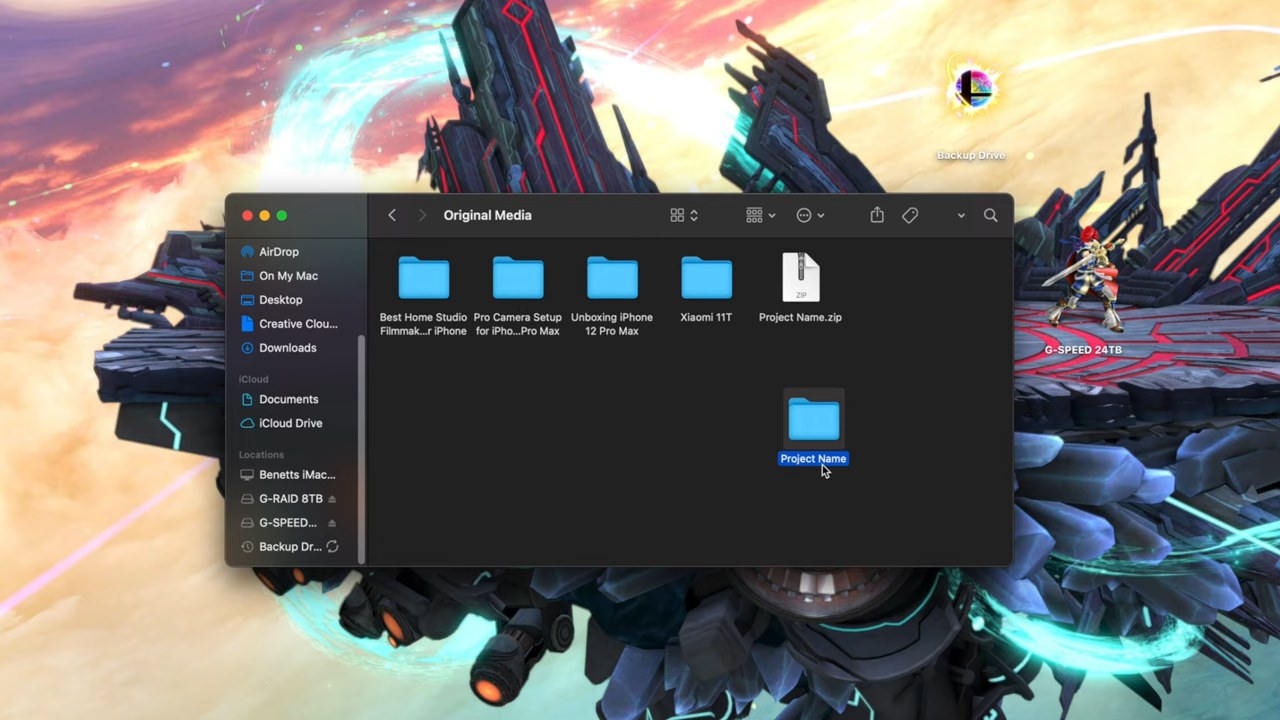 Backup Drive
Original Media
AirDrop
On My Mac
Desktop
Creative Clou...
Downloads
iCloud
Documents
iCloud Drive
Locations
Benetts iMac...
G-RAID 8TB
G-SPEED...
Backup Dr...
Best Home Studio
Filmmak...r iPhone
Pro Camera Setup
for iPho...Pro Max
Unboxing iPhone
12 Pro Max
Xiaomi 11T
ZIP
Project Name.zip
Project Name
G-SPEED 24TB